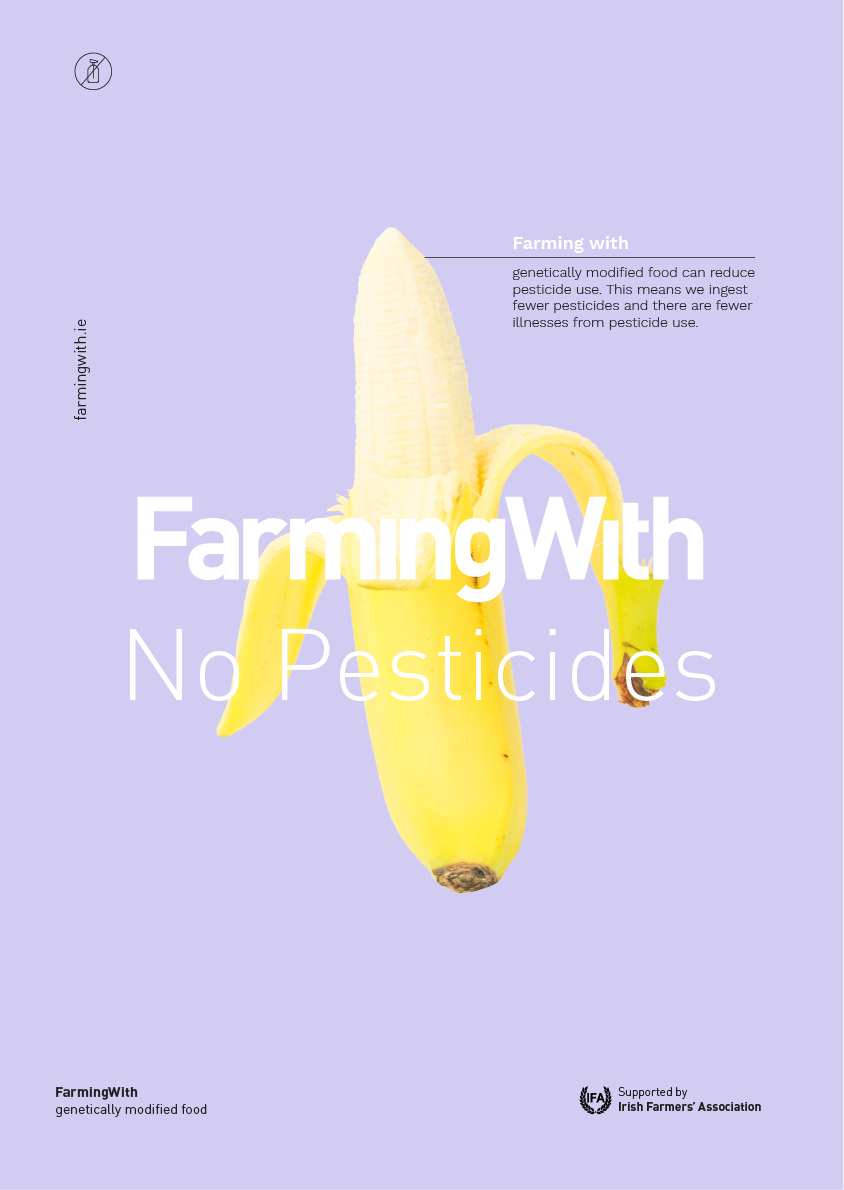 Farming with
genetically modified food can reduce
pesticide use. This means we ingest
fewer pesticides and there are fewer
illnesses from pesticide use.
farmingwith.ie
FarmingWith
No Pesticides
FarmingWith
genetically modified food
IFA
Supported by
Irish Farmers’ Association